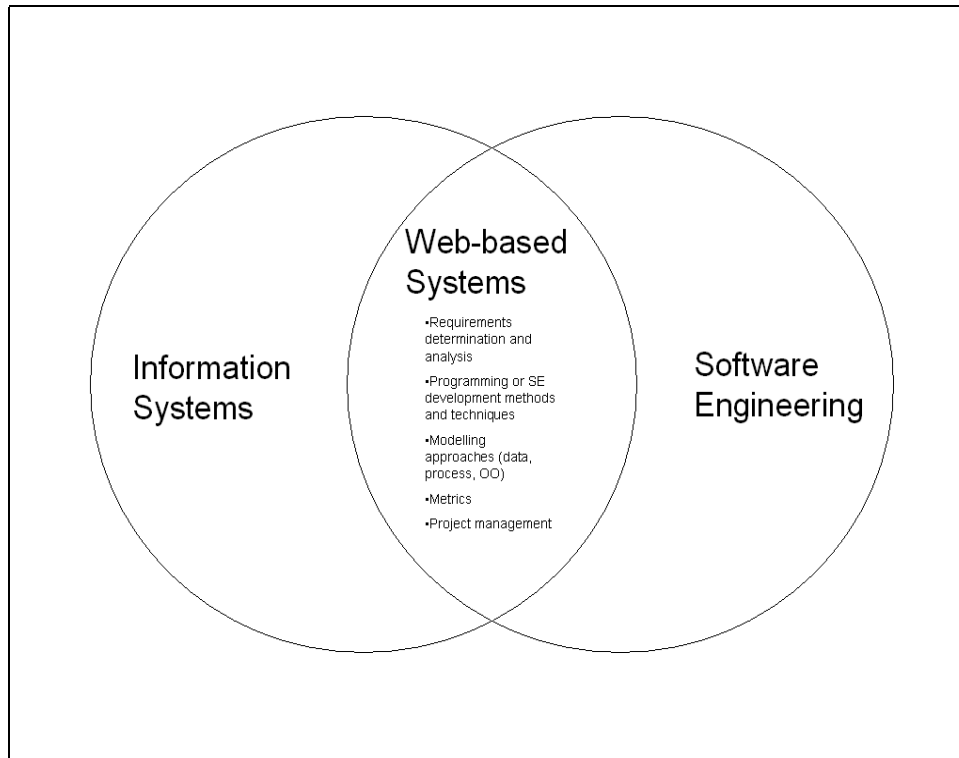 Web-based
Systems
•Requirements
determination and
analysis
•Programming or SE
development methods
and techniques
•Modelling
approaches (data,
process, OO)
•Metrics
•Project management
Information
Systems
Software
Engineering